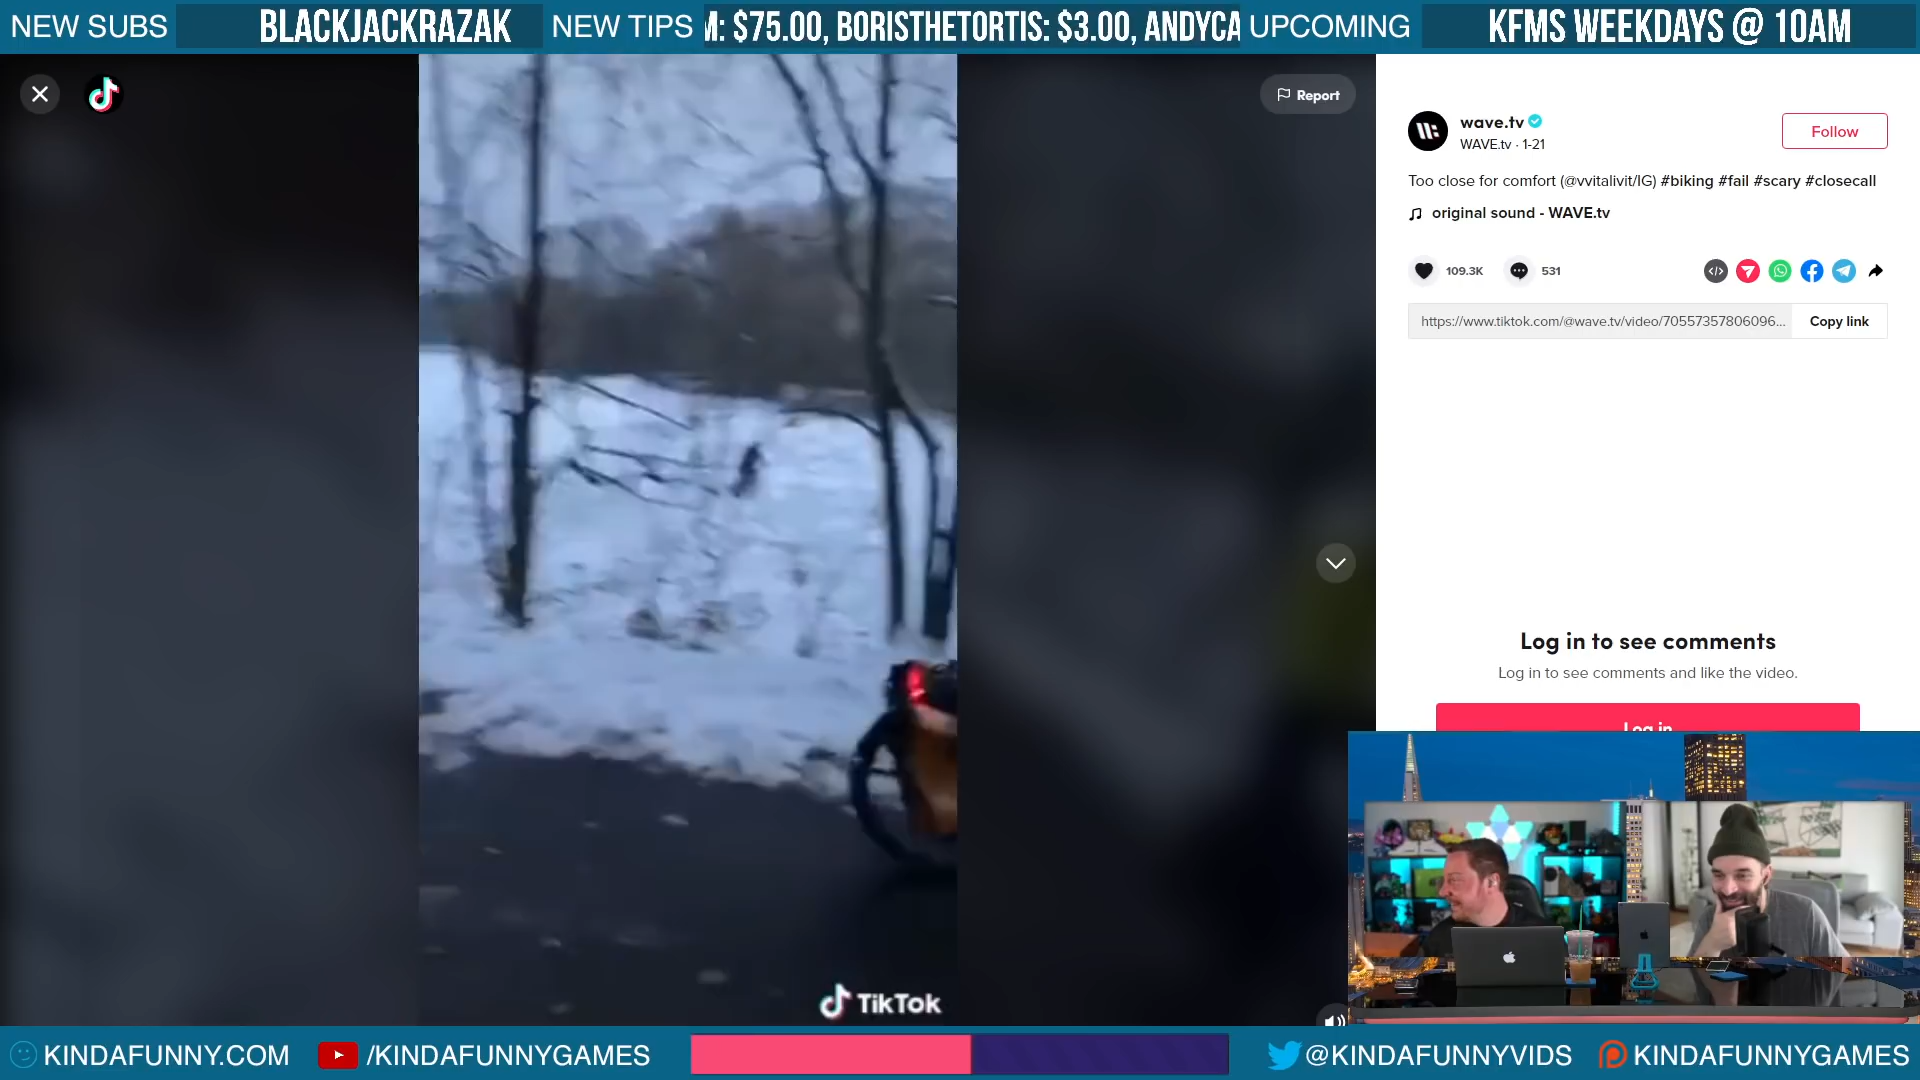 NEW SUBS
BLACKJACKRAZAK
NEW TIPS
M: $75.00, BORISTHETORTIS: $3.00, ANDYCA
UPCOMING
KFMS WEEKDAYS @ 10AM
Report
wave.tv
WAVE.tv · 1-21
Follow
Too close for comfort (@vvitalivit/IG) #biking #fail #scary #closecall
original sound - WAVE.tv
109.3K
531
https://www.tiktok.com/@wave.tv/video/70557357806096...
Copy link
Log in to see comments
Log in to see comments and like the video.
Log in
TikTok
KINDAFUNNY.COM
/KINDAFUNNYGAMES
@KINDAFUNNYVIDS
KINDAFUNNYGAMES